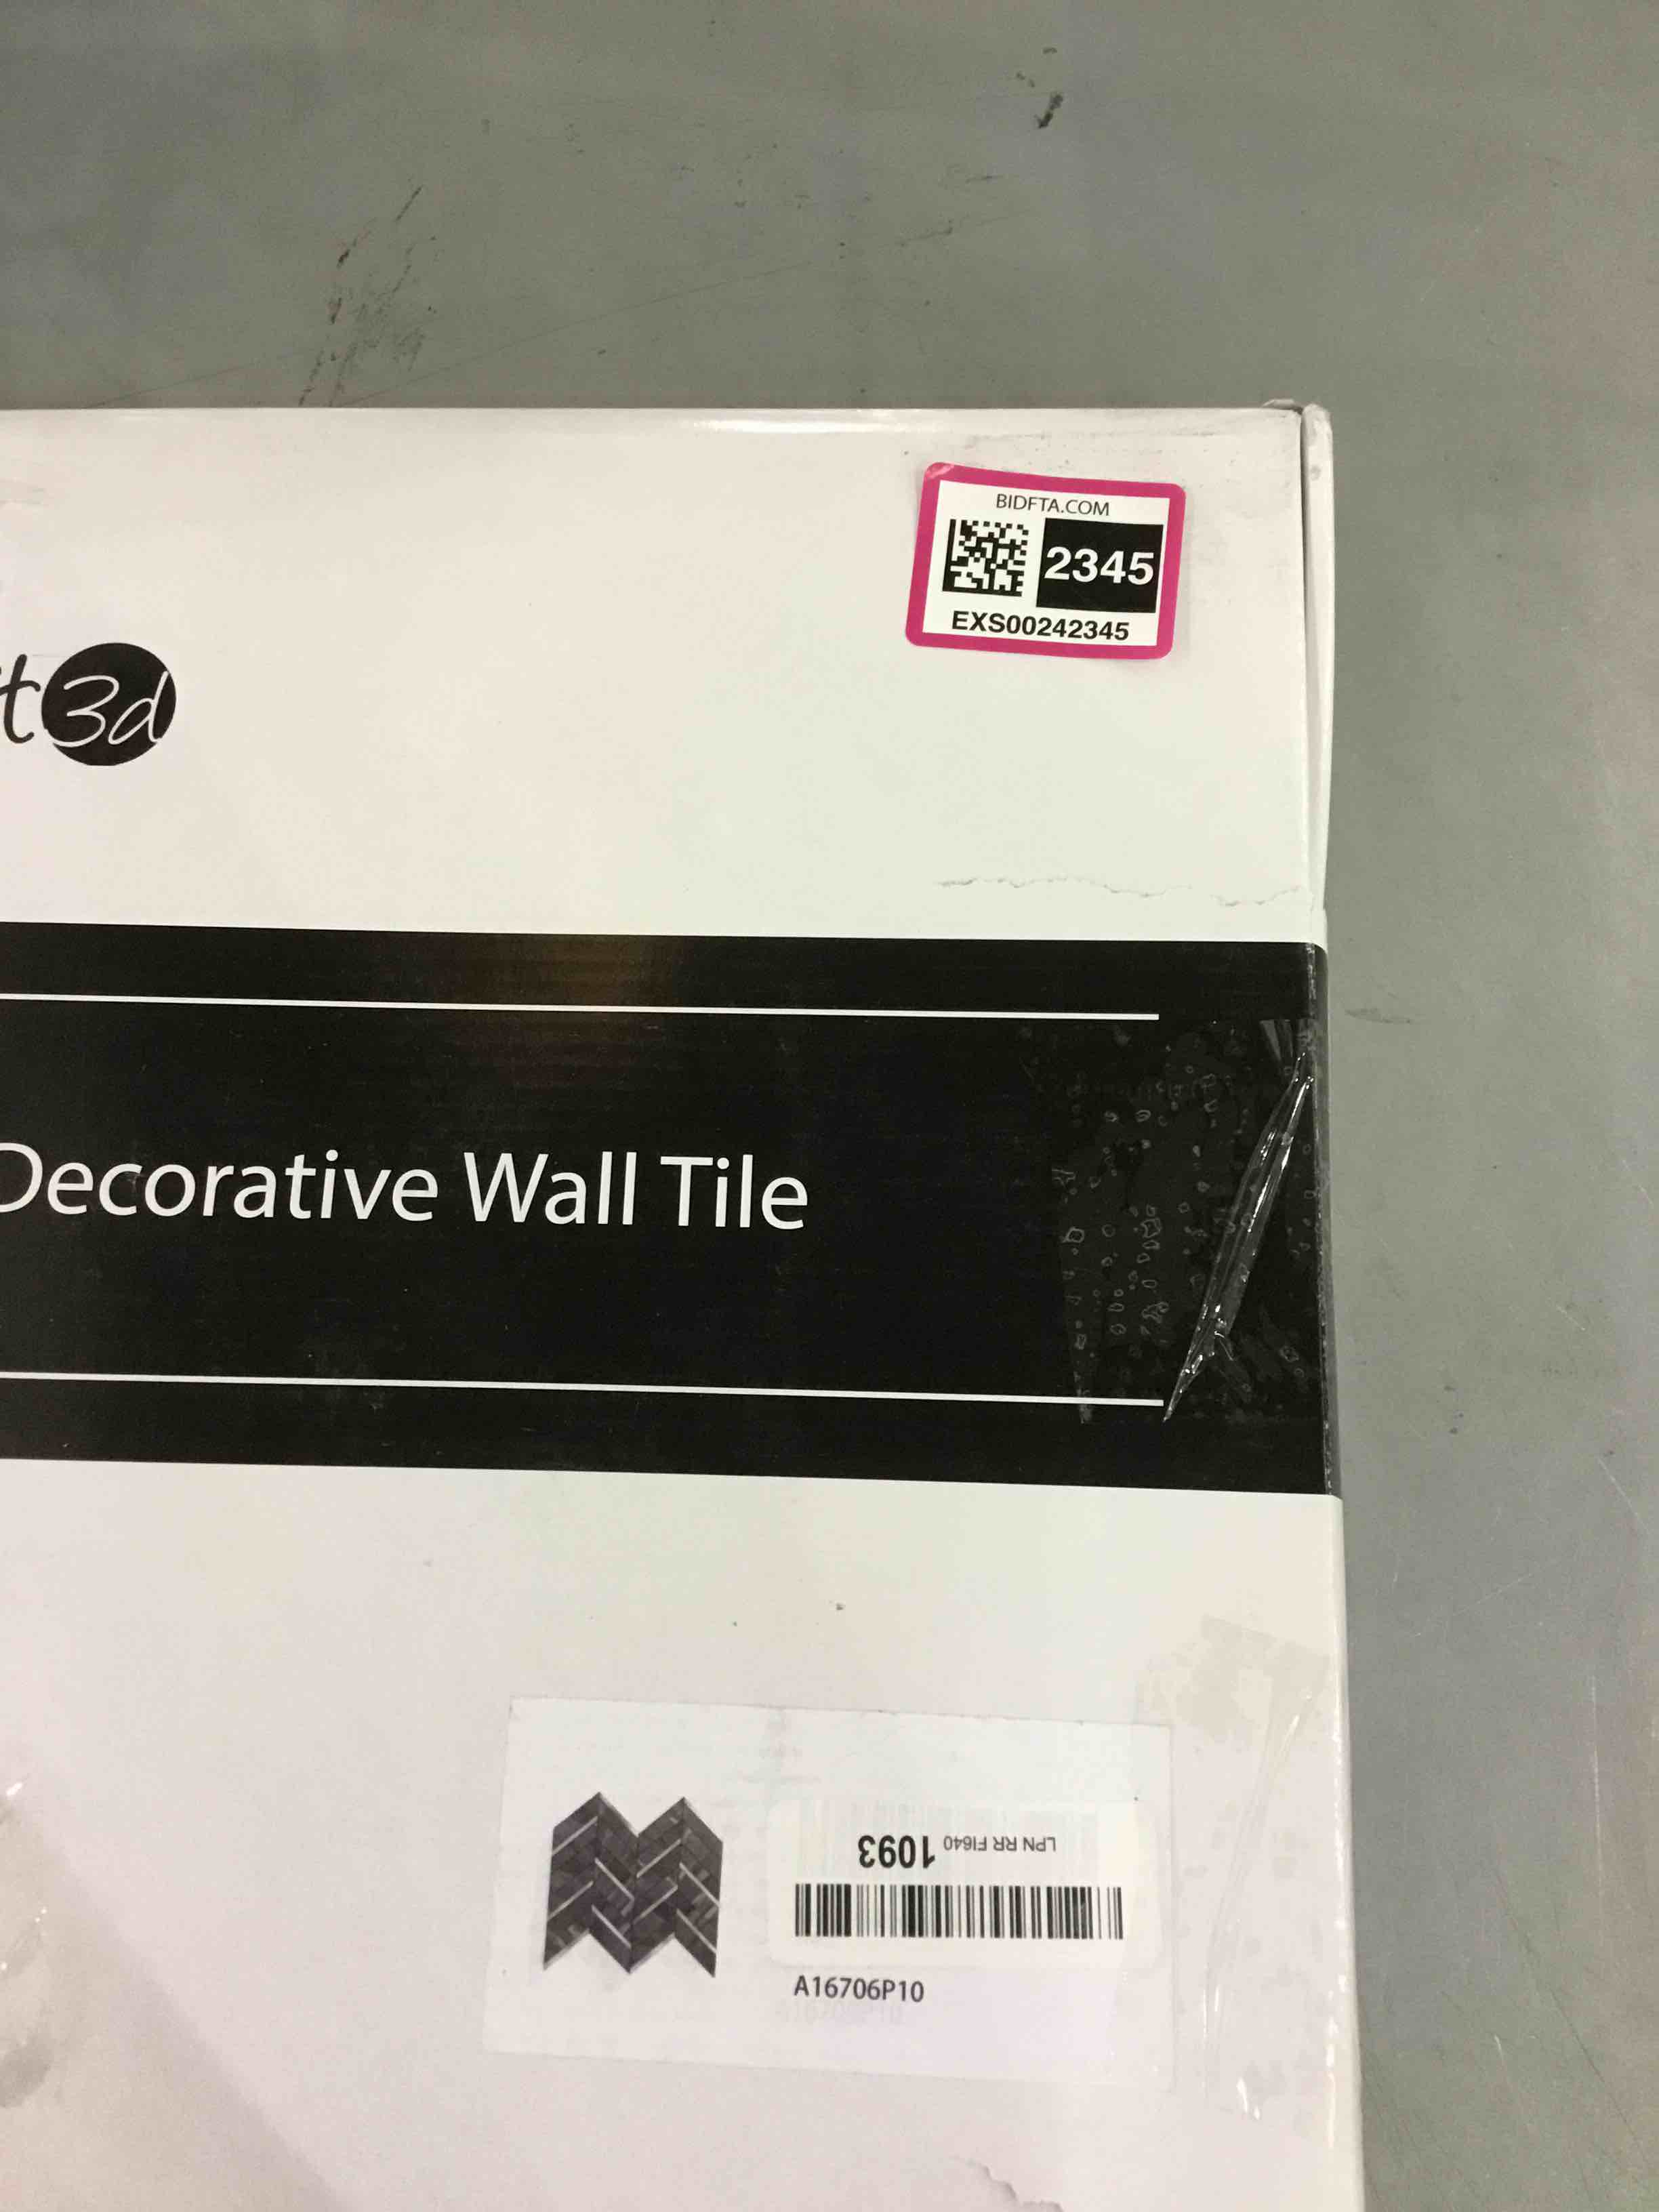 BIDFTA.COM
2345
EXS00242345
t3d
Decorative Wall Tile
LPN RR FI640 1093
A16706P10